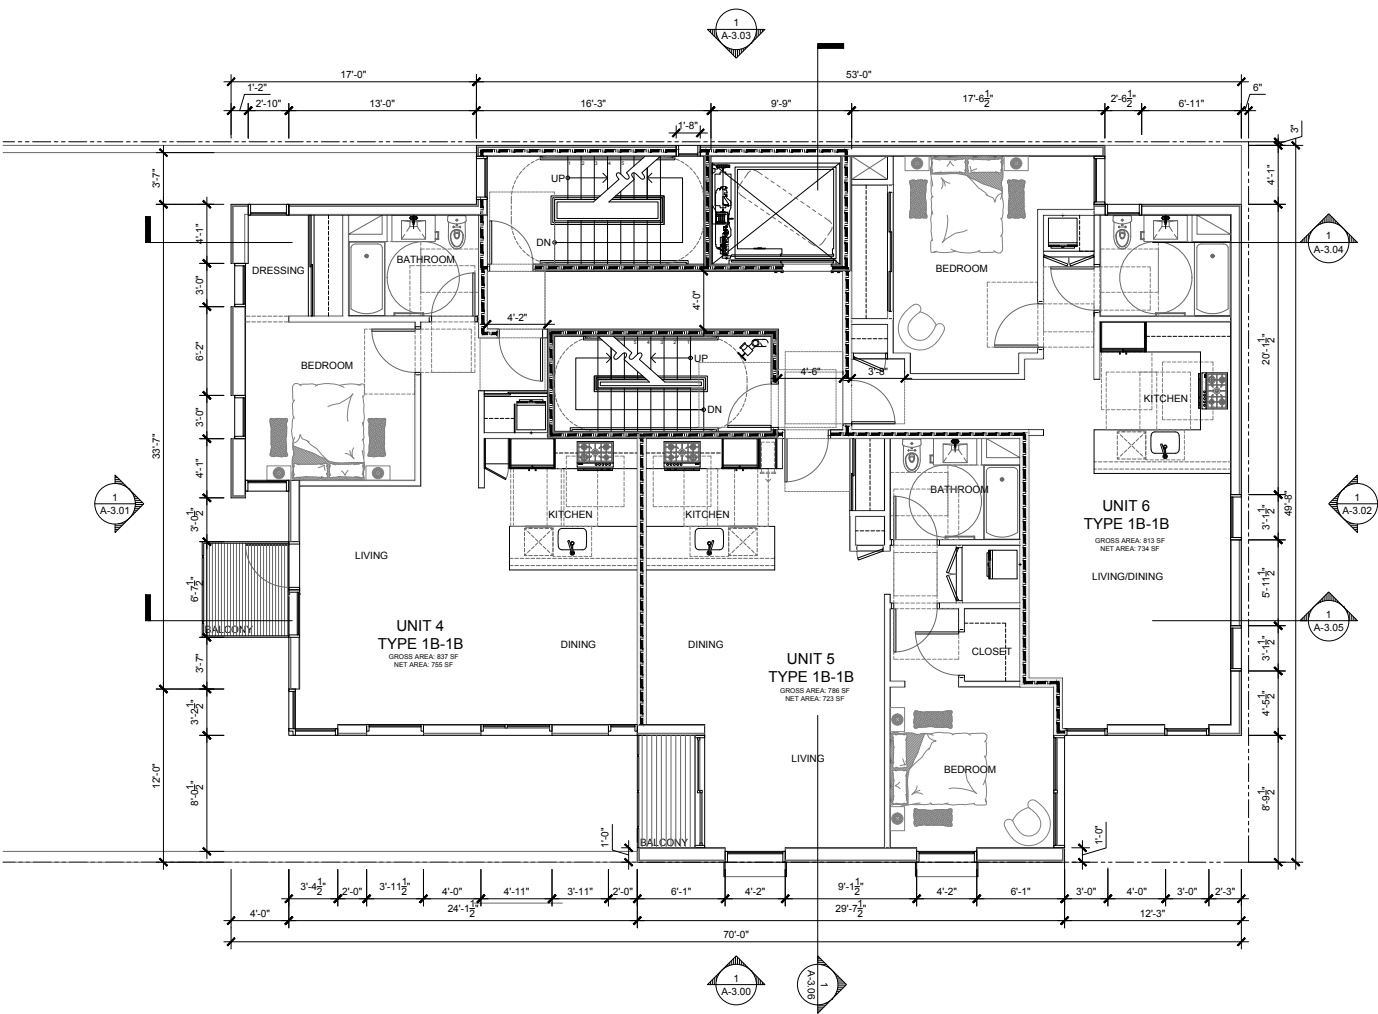 1
A-3.03
17'-0"
53'-0"
1'-2"
6"
2'-10"
13'-0"
16'-3"
9'-9"
17'-6½"
2'-6½"
6'-11"
1'-8"
3"
3'-7"
4'-1"
UP
DN
4'-1"
1
A-3.04
BATHROOM
DRESSING
BEDROOM
3'-0"
4'-0"
4'-2"
UP
6'-2"
BEDROOM
20'-1½"
4'-6"
3'-8"
DN
KITCHEN
3'-0"
33'-7"
4'-1"
BATHROOM
1
A-3.01
1
A-3.02
49'-8"
UNIT 6
TYPE 1B-1B
GROSS AREA: 813 SF
NET AREA: 734 SF
3'-0½"
KITCHEN
KITCHEN
3'-1½"
LIVING
LIVING/DINING
6'-7½"
5'-11½"
BALCONY
UNIT 4
TYPE 1B-1B
GROSS AREA: 837 SF
NET AREA: 755 SF
1
A-3.05
DINING
DINING
CLOSET
3'-7"
3'-1½"
UNIT 5
TYPE 1B-1B
GROSS AREA: 786 SF
NET AREA: 723 SF
3'-2½"
4'-5½"
LIVING
BEDROOM
12'-0"
8'-0½"
8'-9½"
BALCONY
1'-0"
1'-0"
3'-4½"
2'-0"
3'-11½"
4'-0"
4'-11"
3'-11"
2'-0"
6'-1"
4'-2"
9'-1½"
4'-2"
6'-1"
3'-0"
4'-0"
3'-0"
2'-3"
4'-0"
24'-1½"
29'-7½"
12'-3"
70'-0"
1
A-3.00
1
A-3.06